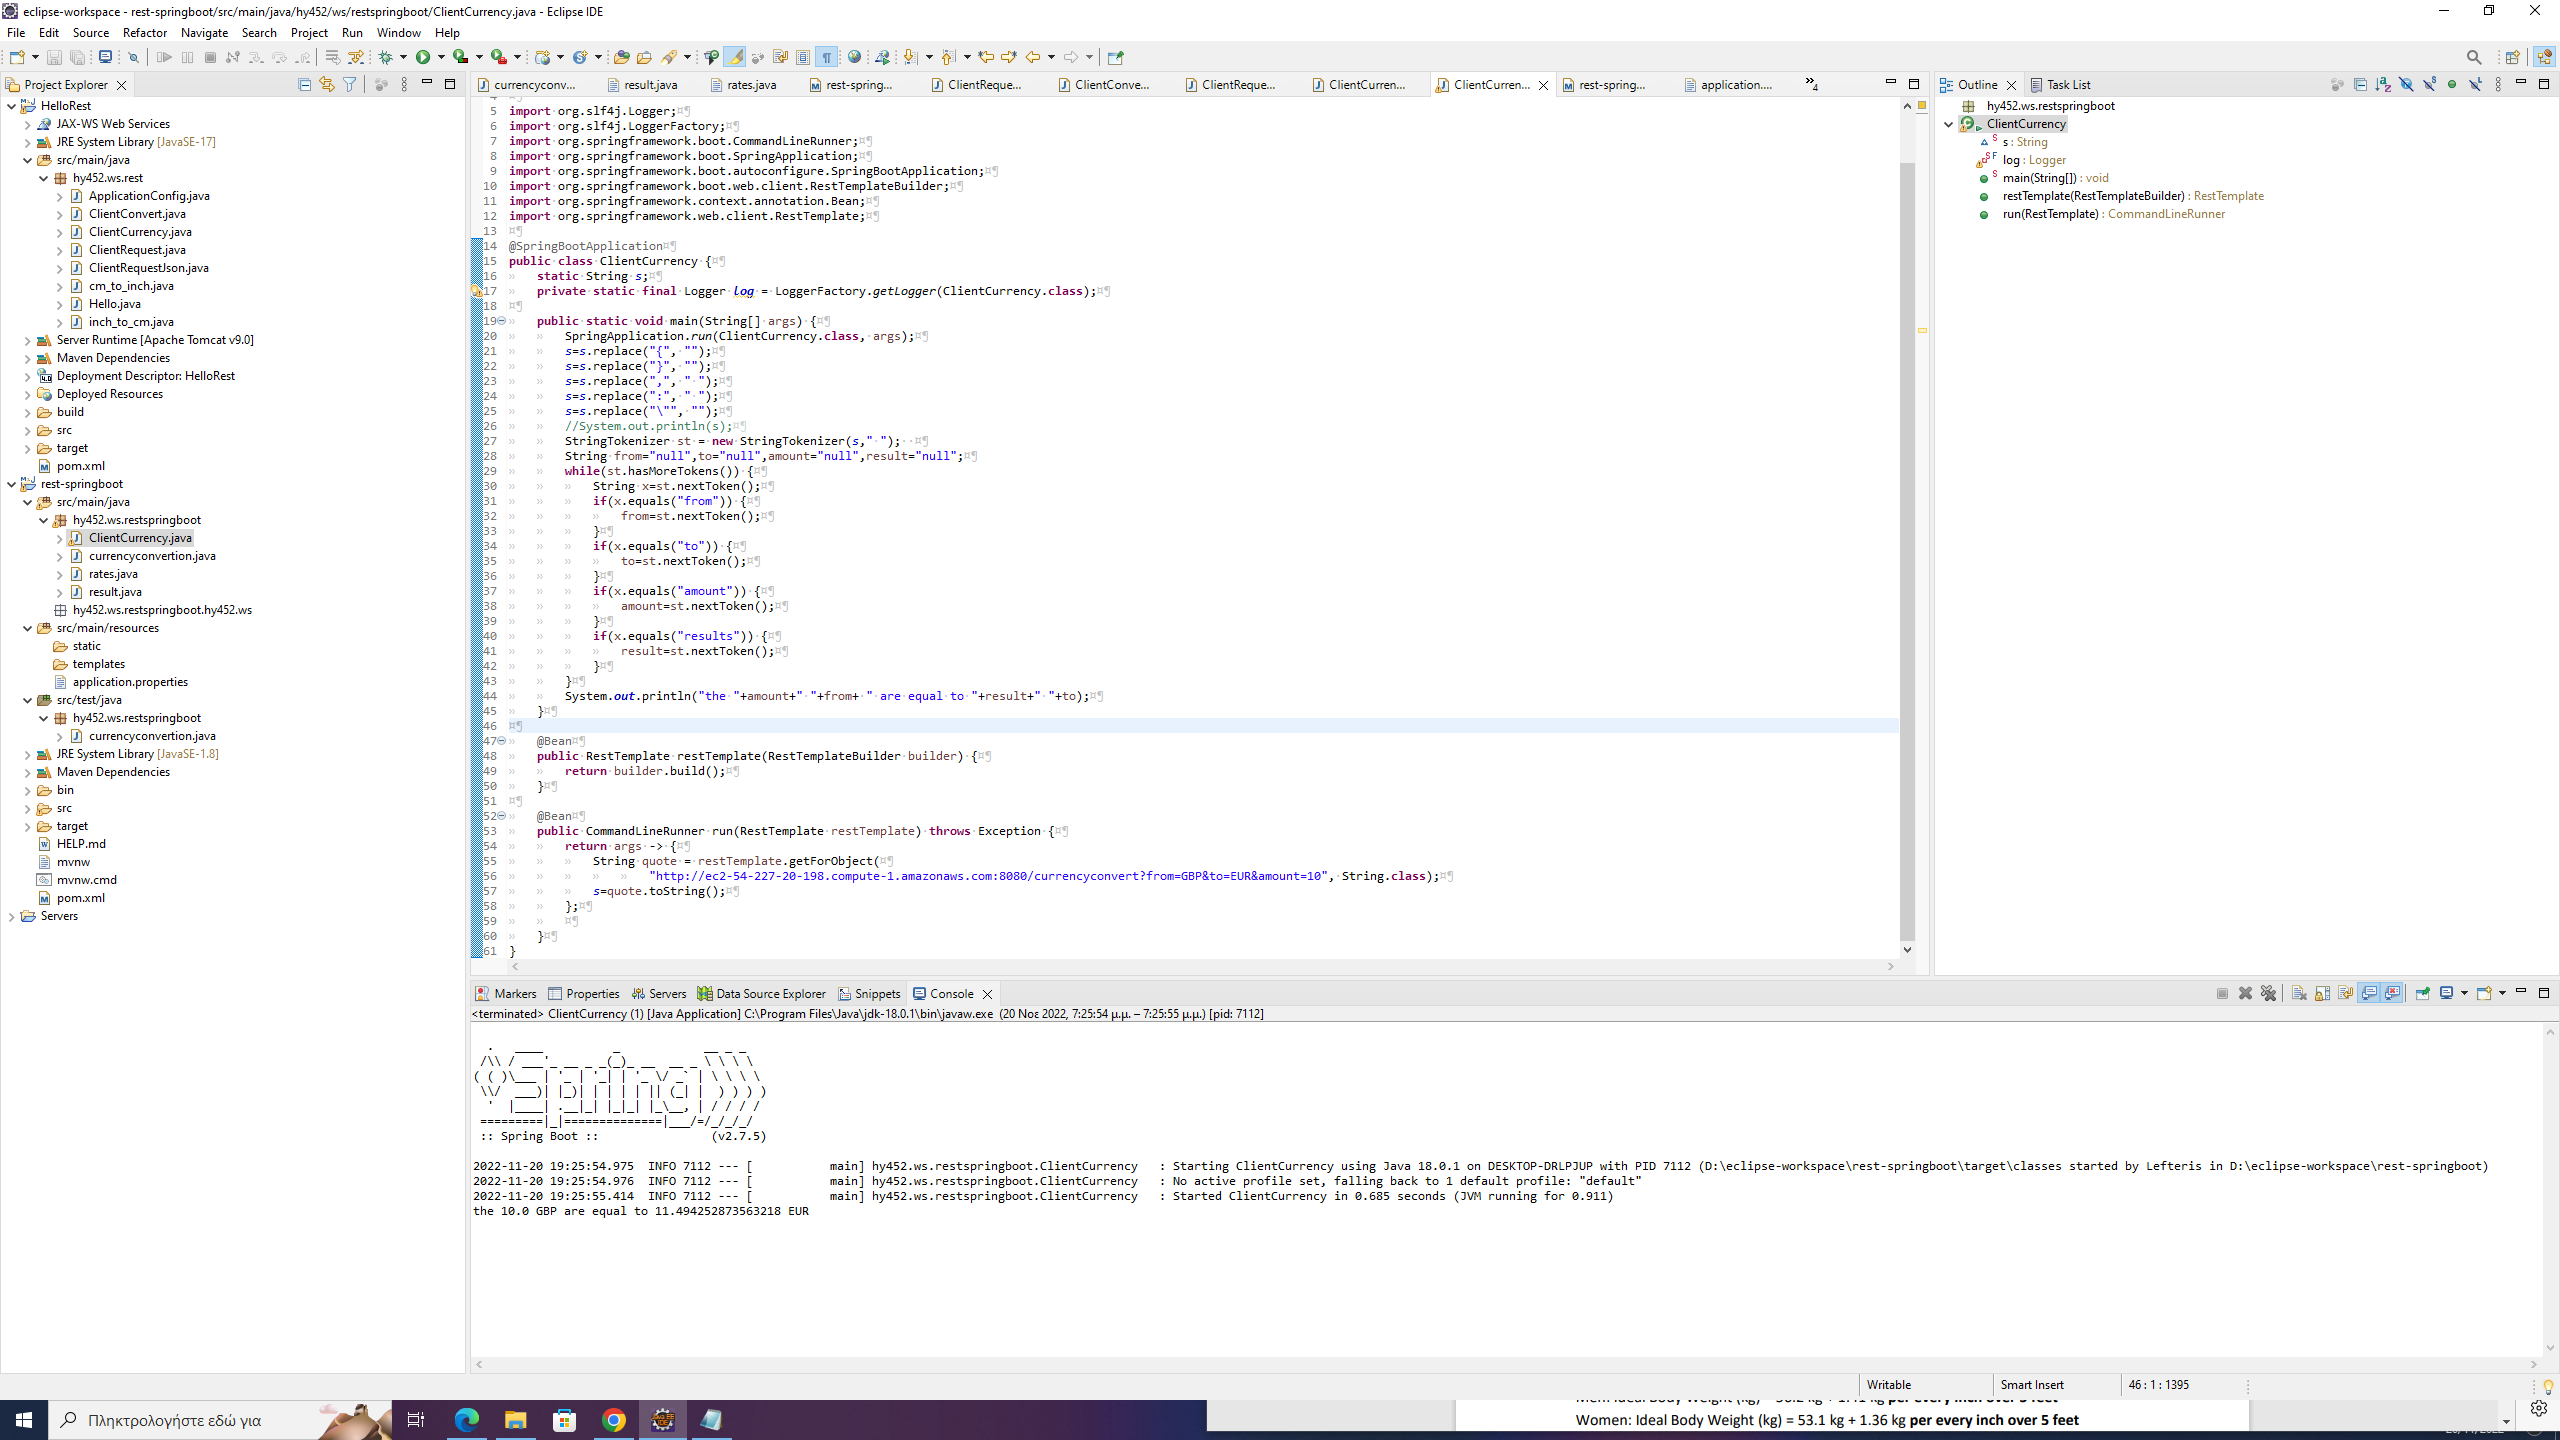 eclipse-workspace - rest-springboot/src/main/java/hy452/ws/restspringboot/ClientCurrency.java - Eclipse IDE
File Edit Source Refactor Navigate Search Project Run Window Help
Project Explorer
HelloRest
JAX-WS Web Services
JRE System Library [JavaSE-17]
src/main/java
hy452.ws.rest
ApplicationConfig.java
ClientConvert.java
ClientCurrency.java
ClientRequest.java
ClientRequestJson.java
cm_to_inch.java
Hello.java
inch_to_cm.java
Server Runtime [Apache Tomcat v9.0]
Maven Dependencies
Deployment Descriptor: HelloRest
Deployed Resources
build
src
target
pom.xml
rest-springboot
src/main/java
hy452.ws.restspringboot
ClientCurrency.java
currencyconvertion.java
rates.java
result.java
hy452.ws.restspringboot.hy452.ws
src/main/resources
static
templates
application.properties
src/test/java
hy452.ws.restspringboot
currencyconvertion.java
JRE System Library [JavaSE-1.8]
Maven Dependencies
bin
src
target
HELP.md
mvnw
mvnw.cmd
pom.xml
Servers
currencyconv... result.java rates.java rest-spring... ClientReque... ClientConve... ClientReque... ClientCurren... ClientCurren... rest-spring... application.... 4
5 import org.slf4j.Logger;
6 import org.slf4j.LoggerFactory;
7 import org.springframework.boot.CommandLineRunner;
8 import org.springframework.boot.SpringApplication;
9 import org.springframework.boot.autoconfigure.SpringBootApplication;
10 import org.springframework.boot.web.client.RestTemplateBuilder;
11 import org.springframework.context.annotation.Bean;
12 import org.springframework.web.client.RestTemplate;
13
14 @SpringBootApplication
15 public class ClientCurrency {
16 static String s;
17 private static final Logger log = LoggerFactory.getLogger(ClientCurrency.class);
18
19 public static void main(String[] args) {
20 SpringApplication.run(ClientCurrency.class, args);
21 s=s.replace("{", "");
22 s=s.replace("}", "");
23 s=s.replace(",", " ");
24 s=s.replace(":", " ");
25 s=s.replace("\"", "");
26 //System.out.println(s);
27 StringTokenizer st = new StringTokenizer(s," ");
28 String from="null",to="null",amount="null",result="null";
29 while(st.hasMoreTokens()) {
30 String x=st.nextToken();
31 if(x.equals("from")) {
32 from=st.nextToken();
33 }
34 if(x.equals("to")) {
35 to=st.nextToken();
36 }
37 if(x.equals("amount")) {
38 amount=st.nextToken();
39 }
40 if(x.equals("results")) {
41 result=st.nextToken();
42 }
43 }
44 System.out.println("the "+amount+" "+from+ " are equal to "+result+" "+to);
45 }
46
47 @Bean
48 public RestTemplate restTemplate(RestTemplateBuilder builder) {
49 return builder.build();
50 }
51
52 @Bean
53 public CommandLineRunner run(RestTemplate restTemplate) throws Exception {
54 return args -> {
55 String quote = restTemplate.getForObject(
56 "http://ec2-54-227-20-198.compute-1.amazonaws.com:8080/currencyconvert?from=GBP&to=EUR&amount=10", String.class);
57 s=quote.toString();
58 };
59
60 }
61 }
Outline Task List
hy452.ws.restspringboot
ClientCurrency
s : String
log : Logger
main(String[]) : void
restTemplate(RestTemplateBuilder) : RestTemplate
run(RestTemplate) : CommandLineRunner
Markers Properties Servers Data Source Explorer Snippets Console
<terminated> ClientCurrency (1) [Java Application] C:\Program Files\Java\jdk-18.0.1\bin\javaw.exe (20 Νοε 2022, 7:25:54 μ.μ. – 7:25:55 μ.μ.) [pid: 7112]
:: Spring Boot :: (v2.7.5)
2022-11-20 19:25:54.975 INFO 7112 --- [ main] hy452.ws.restspringboot.ClientCurrency : Starting ClientCurrency using Java 18.0.1 on DESKTOP-DRLPJUP with PID 7112 (D:\eclipse-workspace\rest-springboot\target\classes started by Lefteris in D:\eclipse-workspace\rest-springboot)
2022-11-20 19:25:54.976 INFO 7112 --- [ main] hy452.ws.restspringboot.ClientCurrency : No active profile set, falling back to 1 default profile: "default"
2022-11-20 19:25:55.414 INFO 7112 --- [ main] hy452.ws.restspringboot.ClientCurrency : Started ClientCurrency in 0.685 seconds (JVM running for 0.911)
the 10.0 GBP are equal to 11.494252873563218 EUR
Writable Smart Insert 46 : 1 : 1395
Πληκτρολογήστε εδώ για
Women: Ideal Body Weight (kg) = 53.1 kg + 1.36 kg per every inch over 5 feet